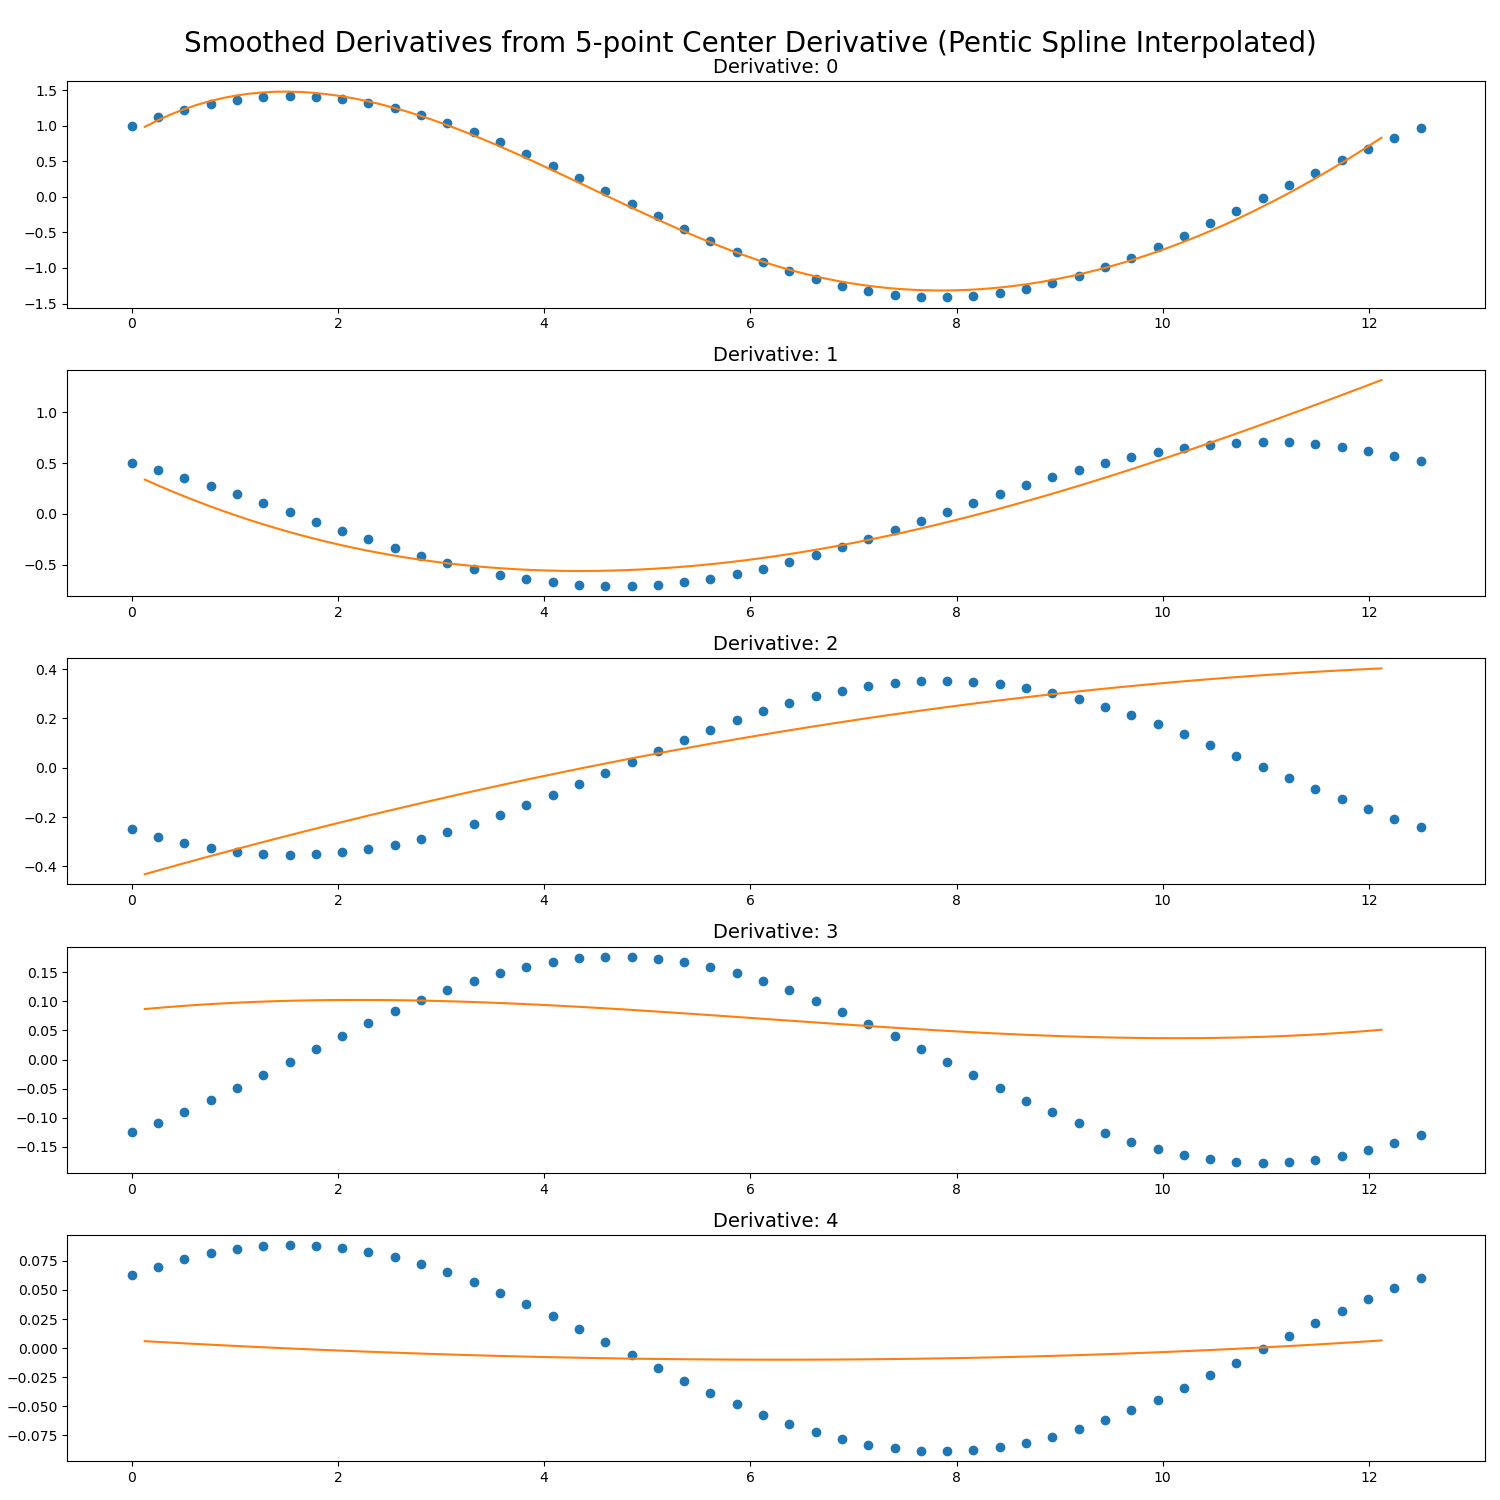 Smoothed Derivatives from 5-point Center Derivative (Pentic Spline Interpolated)
Derivative: 0
1.5
1.0
0.5
0.0
−0.5
−1.0
−1.5
0 2 4 6 8 10 12
Derivative: 1
1.0
0.5
0.0
−0.5
0 2 4 6 8 10 12
Derivative: 2
0.4
0.2
0.0
−0.2
−0.4
0 2 4 6 8 10 12
Derivative: 3
0.15
0.10
0.05
0.00
−0.05
−0.10
−0.15
0 2 4 6 8 10 12
Derivative: 4
0.075
0.050
0.025
0.000
−0.025
−0.050
−0.075
0 2 4 6 8 10 12